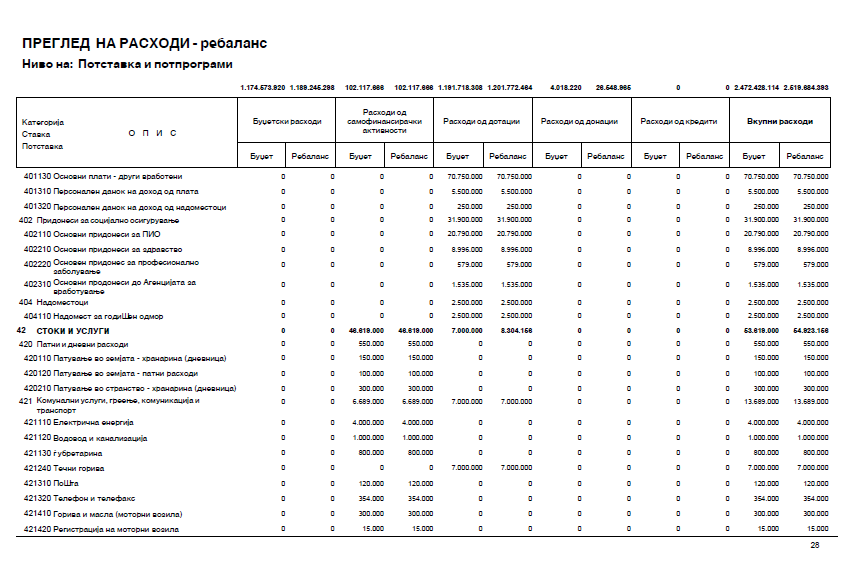 ПРЕГЛЕД НА РАСХОДИ - ребаланс
Ниво на: Потставка и потпрограми
1.174.573.920 1.189.245.298 102.117.666 102.117.666 1.191.718.308 1.201.772.464 4.018.220 26.548.965 0 0 2.472.428.114 2.519.684.393
Категорија
Ставка
Потставка
О П И С
Буџетски расходи
Расходи од самофинансирачки активности
Расходи од дотации
Расходи од донации
Расходи од кредити
Вкупни расходи
Буџет Ребаланс Буџет Ребаланс Буџет Ребаланс Буџет Ребаланс Буџет Ребаланс Буџет Ребаланс
401130 Основни плати - други вработени 0 0 0 0 70.750.000 70.750.000 0 0 0 0 70.750.000 70.750.000
401310 Персонален данок на доход од плата 0 0 0 0 5.500.000 5.500.000 0 0 0 0 5.500.000 5.500.000
401320 Персонален данок на доход од надоместоци 0 0 0 0 250.000 250.000 0 0 0 0 250.000 250.000
402 Придонеси за социјално осигурување 0 0 0 0 31.900.000 31.900.000 0 0 0 0 31.900.000 31.900.000
402110 Основни придонеси за ПИО 0 0 0 0 20.790.000 20.790.000 0 0 0 0 20.790.000 20.790.000
402210 Основни придонеси за здравство 0 0 0 0 8.996.000 8.996.000 0 0 0 0 8.996.000 8.996.000
402220 Основен придонес за професионално заболување 0 0 0 0 579.000 579.000 0 0 0 0 579.000 579.000
402310 Основни продонеси до Агенцијата за вработување 0 0 0 0 1.535.000 1.535.000 0 0 0 0 1.535.000 1.535.000
404 Надоместоци 0 0 0 0 2.500.000 2.500.000 0 0 0 0 2.500.000 2.500.000
404110 Надомест за годиШен одмор 0 0 0 0 2.500.000 2.500.000 0 0 0 0 2.500.000 2.500.000
42 СТОКИ И УСЛУГИ 0 0 46.619.000 46.619.000 7.000.000 8.304.156 0 0 0 0 53.619.000 54.923.156
420 Патни и дневни расходи 0 0 550.000 550.000 0 0 0 0 0 0 550.000 550.000
420110 Патување во земјата - хранарина (дневница) 0 0 150.000 150.000 0 0 0 0 0 0 150.000 150.000
420120 Патување во земјата - патни расходи 0 0 100.000 100.000 0 0 0 0 0 0 100.000 100.000
420210 Патување во странство - хранарина (дневница) 0 0 300.000 300.000 0 0 0 0 0 0 300.000 300.000
421 Комунални услуги, греење, комуникација и транспорт 0 0 6.689.000 6.689.000 7.000.000 7.000.000 0 0 0 0 13.689.000 13.689.000
421110 Електрична енергија 0 0 4.000.000 4.000.000 0 0 0 0 0 0 4.000.000 4.000.000
421120 Водовод и канализација 0 0 1.000.000 1.000.000 0 0 0 0 0 0 1.000.000 1.000.000
421130 ѓубретарина 0 0 800.000 800.000 0 0 0 0 0 0 800.000 800.000
421240 Течни горива 0 0 0 0 7.000.000 7.000.000 0 0 0 0 7.000.000 7.000.000
421310 ПоШта 0 0 120.000 120.000 0 0 0 0 0 0 120.000 120.000
421320 Телефон и телефакс 0 0 354.000 354.000 0 0 0 0 0 0 354.000 354.000
421410 Горива и масла (моторни возила) 0 0 300.000 300.000 0 0 0 0 0 0 300.000 300.000
421420 Регистрација на моторни возила 0 0 15.000 15.000 0 0 0 0 0 0 15.000 15.000
28